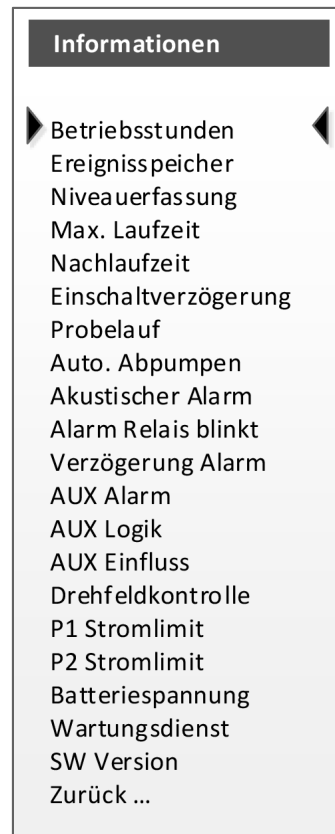 Informationen
Betriebsstunden
Ereignisspeicher
Niveauerfassung
Max. Laufzeit
Nachlaufzeit
Einschaltverzögerung
Probelauf
Auto. Abpumpen
Akustischer Alarm
Alarm Relais blinkt
Verzögerung Alarm
AUX Alarm
AUX Logik
AUX Einfluss
Drehfeldkontrolle
P1 Stromlimit
P2 Stromlimit
Batteriespannung
Wartungsdienst
SW Version
Zurück ...